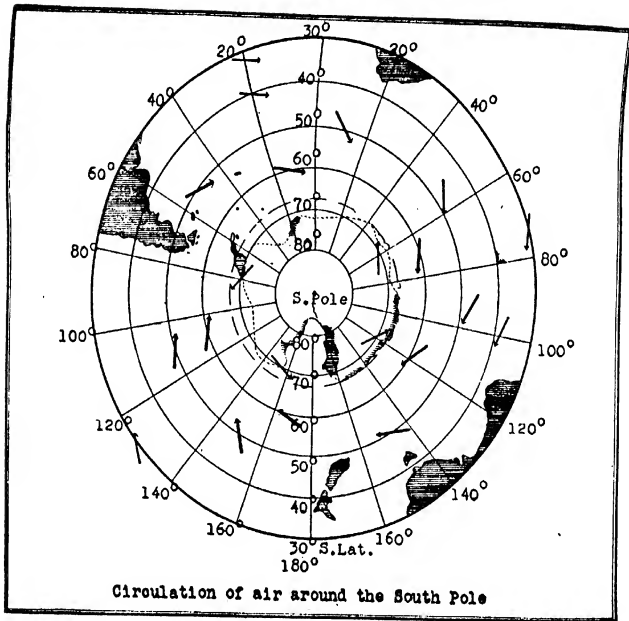 30°
20° 20°
40° 40° 40°
50
60° 60 60°
70
80° 80 80°
S.Pole
100° 80 100°
70
120° 60 120°
50
140° 40 140°
160° 30° S.Lat. 160°
180°
Circulation of air around the South Pole